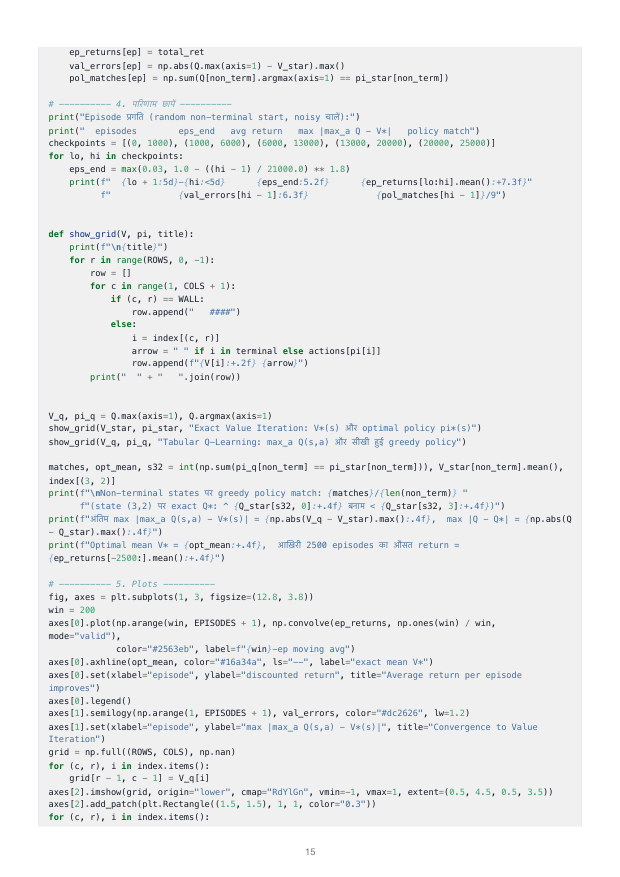 ep_returns[ep] = total_ret
    val_errors[ep] = np.abs(Q.max(axis=1) − V_star).max()
    pol_matches[ep] = np.sum(Q[non_term].argmax(axis=1) == pi_star[non_term])

# −−−−−−−−−− 4. परिणाम छापें −−−−−−−−−−
print("Episode प्रगति (random non−terminal start, noisy चालें):")
print("  episodes        eps_end   avg return   max |max_a Q − V*|   policy match")
checkpoints = [(0, 1000), (1000, 6000), (6000, 13000), (13000, 20000), (20000, 25000)]
for lo, hi in checkpoints:
    eps_end = max(0.03, 1.0 − ((hi − 1) / 21000.0) ** 1.8)
    print(f"  {lo + 1:5d}−{hi:<5d}      {eps_end:5.2f}      {ep_returns[lo:hi].mean():+7.3f}"
          f"             {val_errors[hi − 1]:6.3f}             {pol_matches[hi − 1]}/9")


def show_grid(V, pi, title):
    print(f"\n{title}")
    for r in range(ROWS, 0, −1):
        row = []
        for c in range(1, COLS + 1):
            if (c, r) == WALL:
                row.append("   ####")
            else:
                i = index[(c, r)]
                arrow = " " if i in terminal else actions[pi[i]]
                row.append(f"{V[i]:+.2f} {arrow}")
        print("  " + "   ".join(row))


V_q, pi_q = Q.max(axis=1), Q.argmax(axis=1)
show_grid(V_star, pi_star, "Exact Value Iteration: V*(s) और optimal policy pi*(s)")
show_grid(V_q, pi_q, "Tabular Q−Learning: max_a Q(s,a) और सीखी हुई greedy policy")

matches, opt_mean, s32 = int(np.sum(pi_q[non_term] == pi_star[non_term])), V_star[non_term].mean(),
index[(3, 2)]
print(f"\nNon−terminal states पर greedy policy match: {matches}/{len(non_term)} "
      f"(state (3,2) पर exact Q*: ^ {Q_star[s32, 0]:+.4f} बनाम < {Q_star[s32, 3]:+.4f})")
print(f"अंतिम max |max_a Q(s,a) − V*(s)| = {np.abs(V_q − V_star).max():.4f},  max |Q − Q*| = {np.abs(Q
− Q_star).max():.4f}")
print(f"Optimal mean V* = {opt_mean:+.4f},  आखिरी 2500 episodes का औसत return =
{ep_returns[−2500:].mean():+.4f}")

# −−−−−−−−−− 5. Plots −−−−−−−−−−
fig, axes = plt.subplots(1, 3, figsize=(12.8, 3.8))
win = 200
axes[0].plot(np.arange(win, EPISODES + 1), np.convolve(ep_returns, np.ones(win) / win,
mode="valid"),
             color="#2563eb", label=f"{win}−ep moving avg")
axes[0].axhline(opt_mean, color="#16a34a", ls="−−", label="exact mean V*")
axes[0].set(xlabel="episode", ylabel="discounted return", title="Average return per episode
improves")
axes[0].legend()
axes[1].semilogy(np.arange(1, EPISODES + 1), val_errors, color="#dc2626", lw=1.2)
axes[1].set(xlabel="episode", ylabel="max |max_a Q(s,a) − V*(s)|", title="Convergence to Value
Iteration")
grid = np.full((ROWS, COLS), np.nan)
for (c, r), i in index.items():
    grid[r − 1, c − 1] = V_q[i]
axes[2].imshow(grid, origin="lower", cmap="RdYlGn", vmin=−1, vmax=1, extent=(0.5, 4.5, 0.5, 3.5))
axes[2].add_patch(plt.Rectangle((1.5, 1.5), 1, 1, color="0.3"))
for (c, r), i in index.items():
15